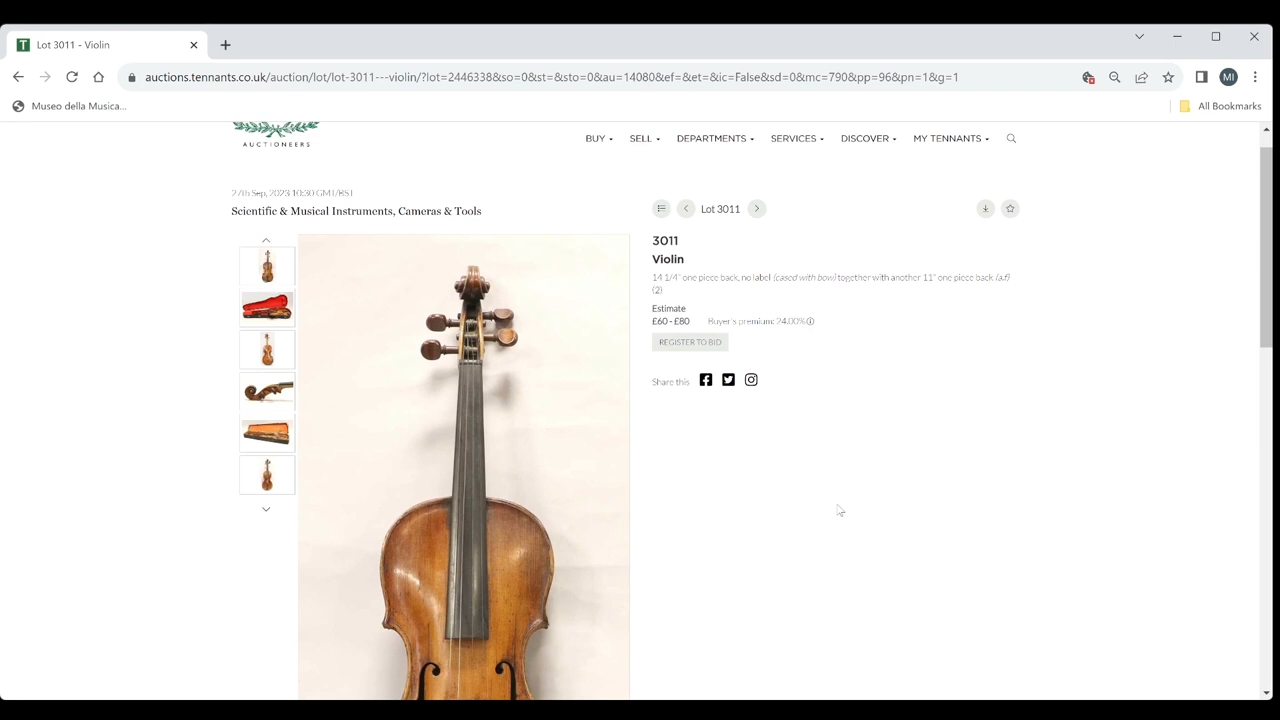 Lot 3011 - Violin
auctions.tennants.co.uk/auction/lot/lot-3011---violin/?lot=2446338&so=0&st=&sto=0&au=14080&ef=&et=&ic=False&sd=0&mc=790&pp=96&pn=1&g=1
MI
Museo della Musica...
All Bookmarks
AUCTIONEERS
BUY SELL DEPARTMENTS SERVICES DISCOVER MY TENNANTS
27th Sep, 2023 10:30 GMT/BST
Scientific & Musical Instruments, Cameras & Tools
Lot 3011
3011
Violin
14 1/4" one piece back, no label (cased with bow) together with another 11" one piece back (a.f)
(2)
Estimate
£60 - £80 Buyer's premium: 24.00%
REGISTER TO BID
Share this